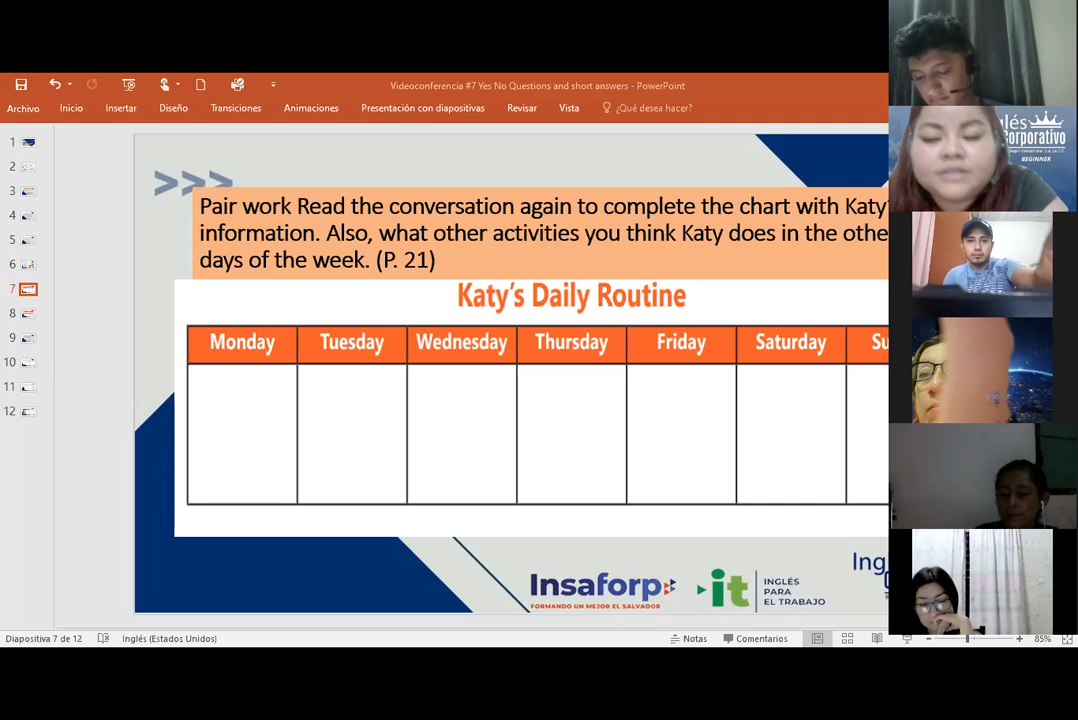 Videoconferencia #7 Yes No Questions and short answers - PowerPoint
Archivo
Inicio
Insertar
Diseño
Transiciones
Animaciones
Presentación con diapositivas
Revisar
Vista
¿Qué desea hacer?
1
2
3
4
5
6
7
8
9
10
11
12
>>>
Pair work Read the conversation again to complete the chart with Katy'
information. Also, what other activities you think Katy does in the othe
days of the week. (P. 21)
Katy's Daily Routine
Monday
Tuesday
Wednesday
Thursday
Friday
Saturday
Su
Insaforp
FORMANDO UN MEJOR EL SALVADOR
it
INGLÉS
PARA
EL TRABAJO
Ing
lés
orporativo
BEGINNER
Diapositiva 7 de 12
Inglés (Estados Unidos)
Notas
Comentarios
85%